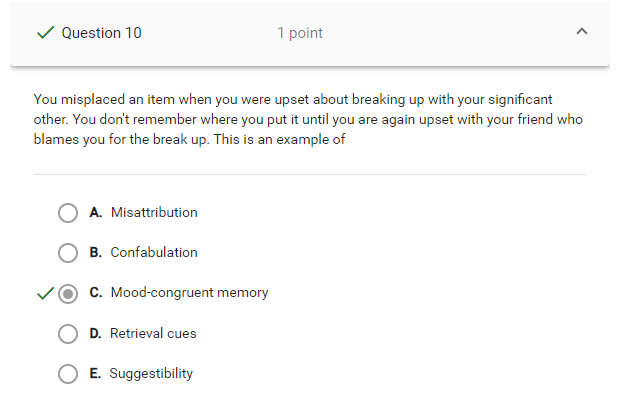 Question 10 1 point
You misplaced an item when you were upset about breaking up with your significant
other. You don't remember where you put it until you are again upset with your friend who
blames you for the break up. This is an example of
A. Misattribution
B. Confabulation
C. Mood-congruent memory
D. Retrieval cues
E. Suggestibility